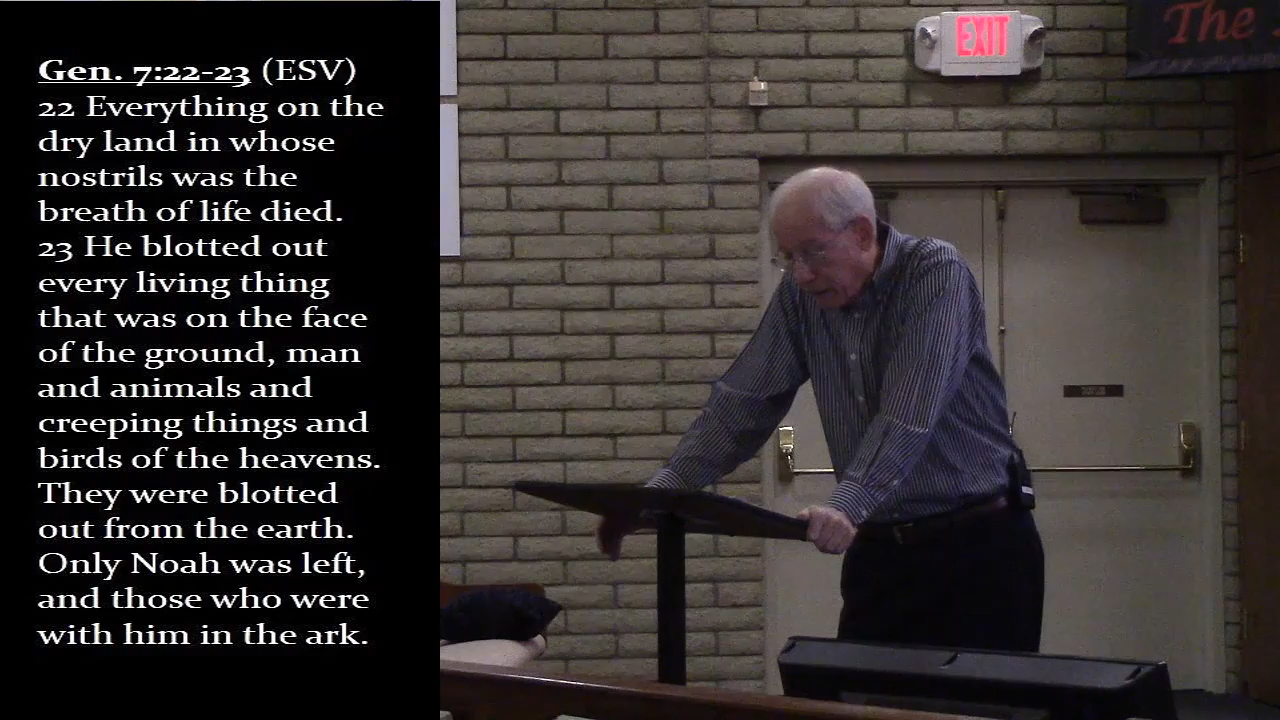 Gen. 7:22-23 (ESV)
22 Everything on the
dry land in whose
nostrils was the
breath of life died.
23 He blotted out
every living thing
that was on the face
of the ground, man
and animals and
creeping things and
birds of the heavens.
They were blotted
out from the earth.
Only Noah was left,
and those who were
with him in the ark.
EXIT
The